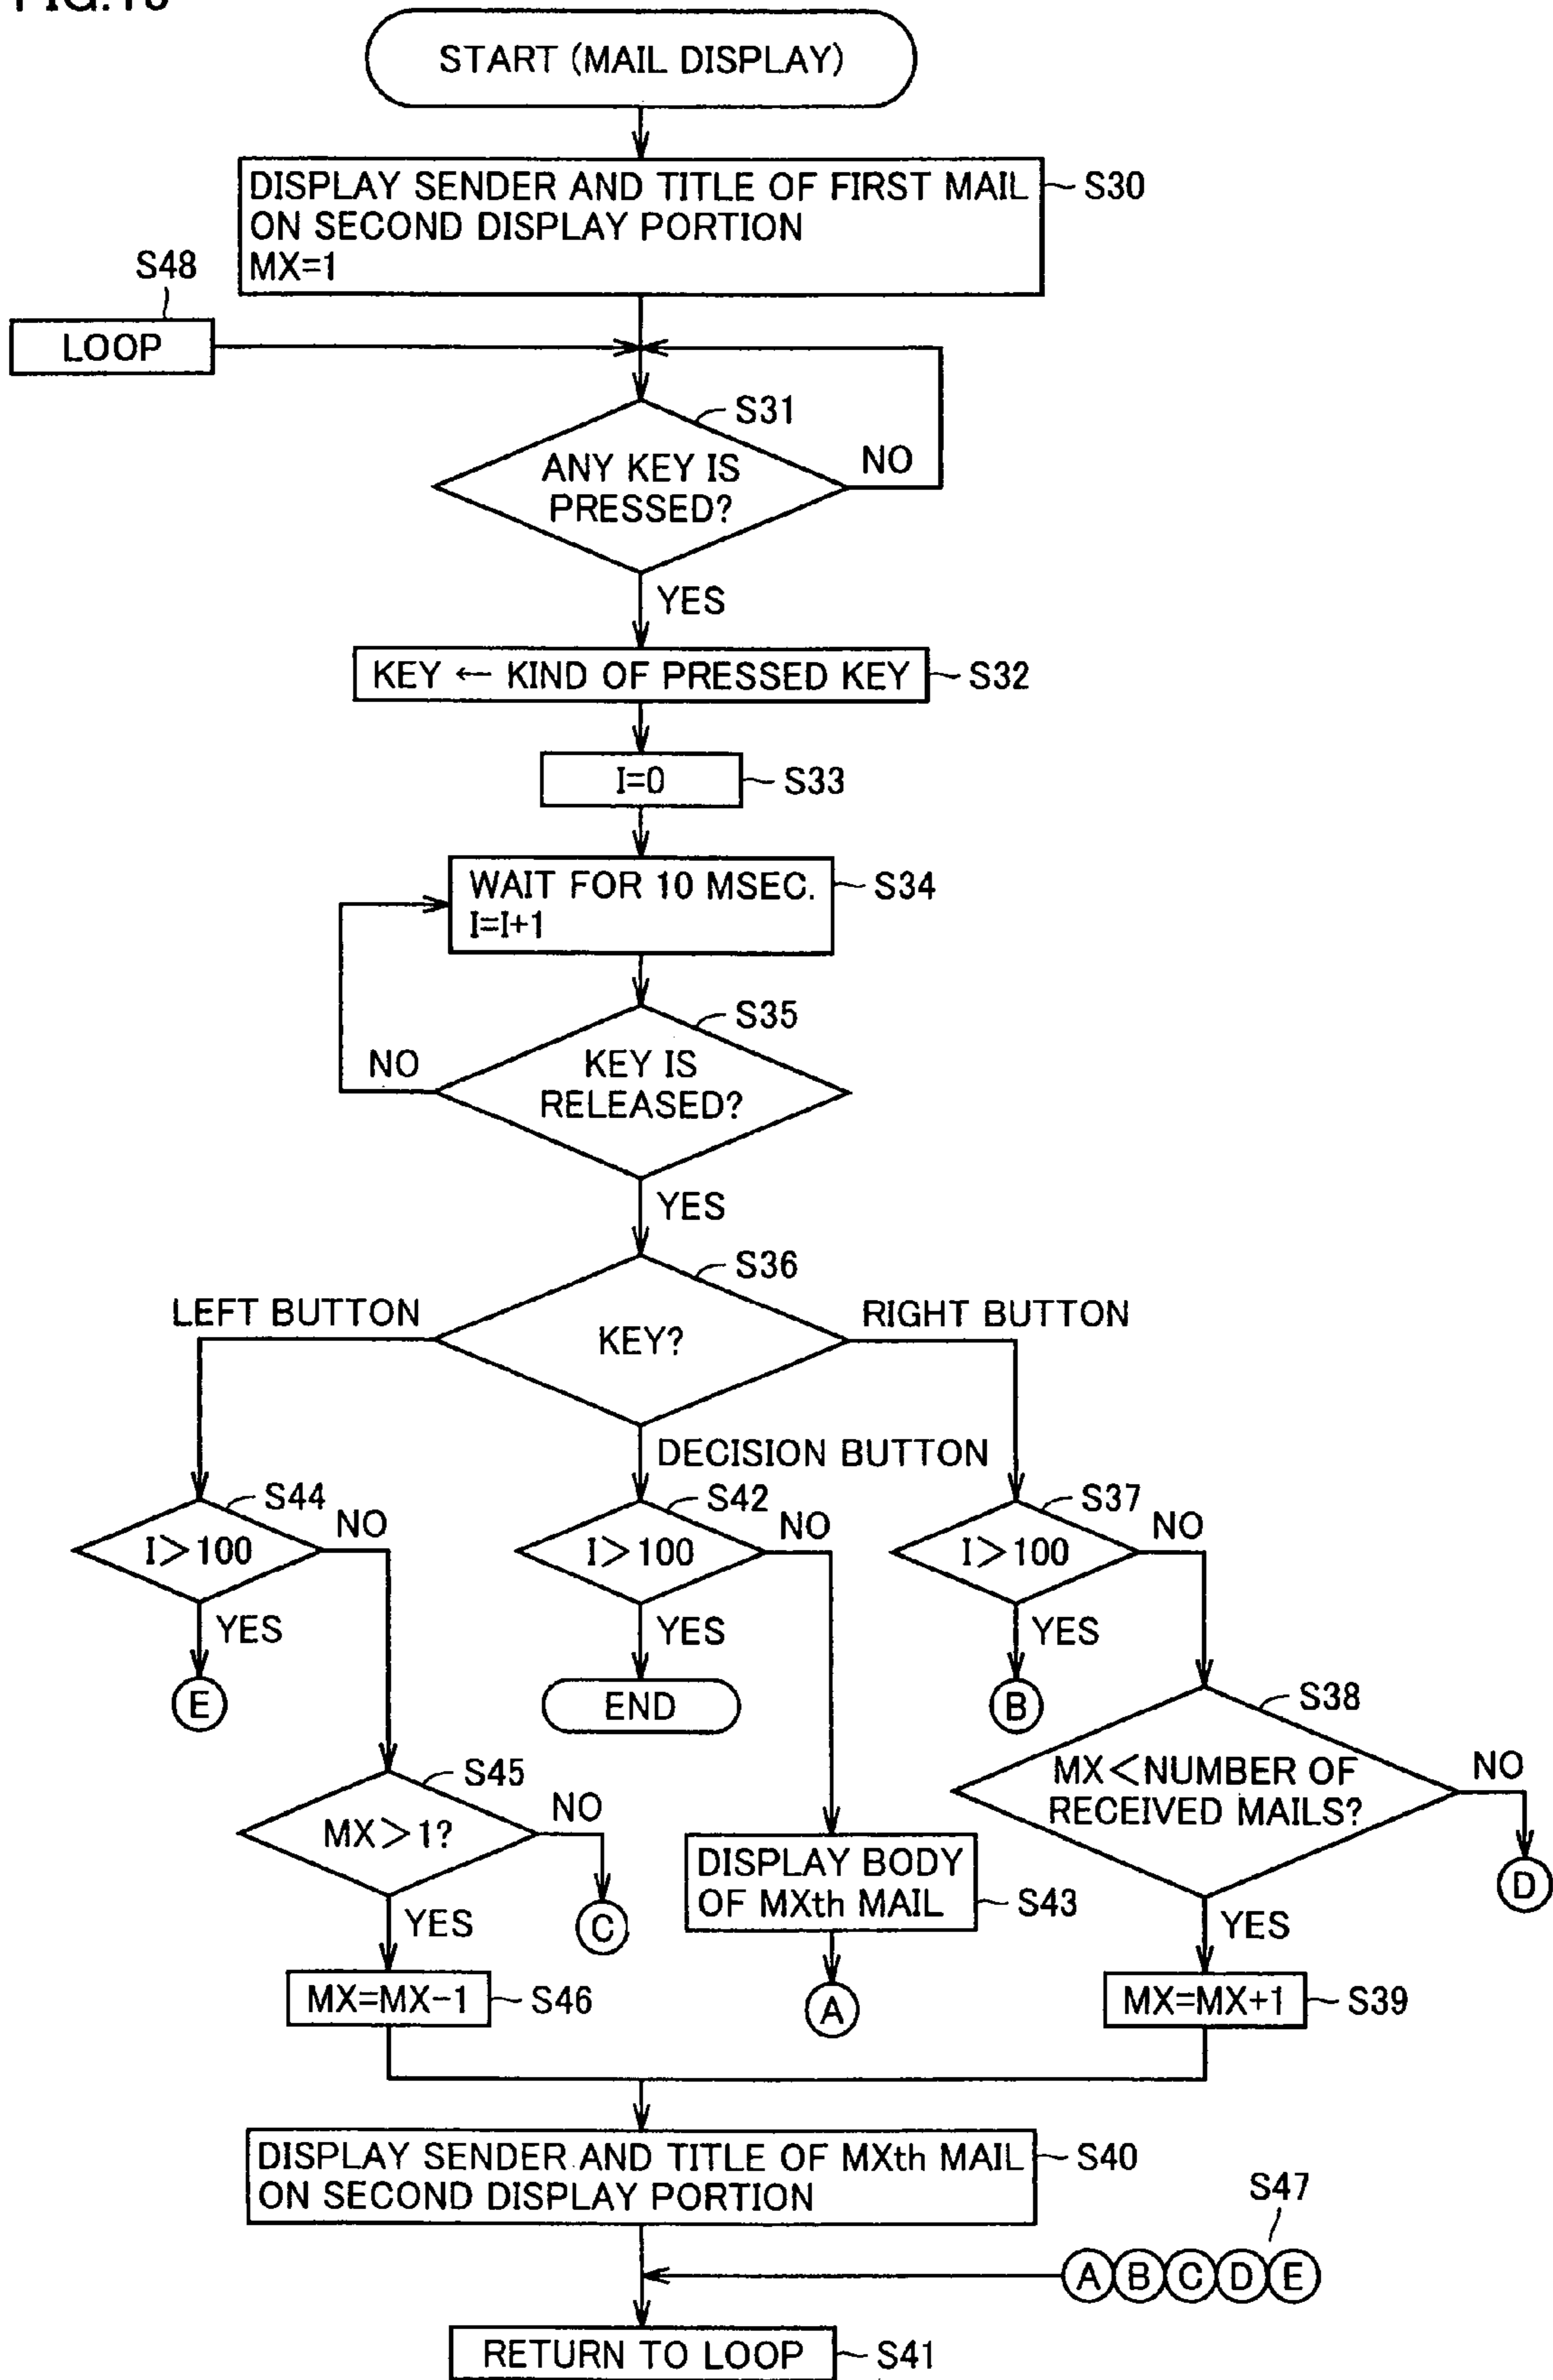 START (MAIL DISPLAY)
DISPLAY SENDER AND TITLE OF FIRST MAIL
ON SECOND DISPLAY PORTION
MX=1
S30
S48
LOOP
S31
ANY KEY IS
PRESSED?
NO
YES
KEY ← KIND OF PRESSED KEY
S32
I=0
S33
WAIT FOR 10 MSEC.
I=I+1
S34
S35
KEY IS
RELEASED?
NO
YES
S36
LEFT BUTTON
KEY?
RIGHT BUTTON
DECISION BUTTON
S44
I>100
NO
YES
E
S42
I>100
NO
YES
END
S37
I>100
NO
YES
B
S38
MX<NUMBER OF
RECEIVED MAILS?
NO
D
YES
S45
MX>1?
NO
C
YES
DISPLAY BODY
OF MXth MAIL
S43
A
MX=MX-1
S46
MX=MX+1
S39
DISPLAY SENDER AND TITLE OF MXth MAIL
ON SECOND DISPLAY PORTION
S40
S47
A B C D E
RETURN TO LOOP
S41